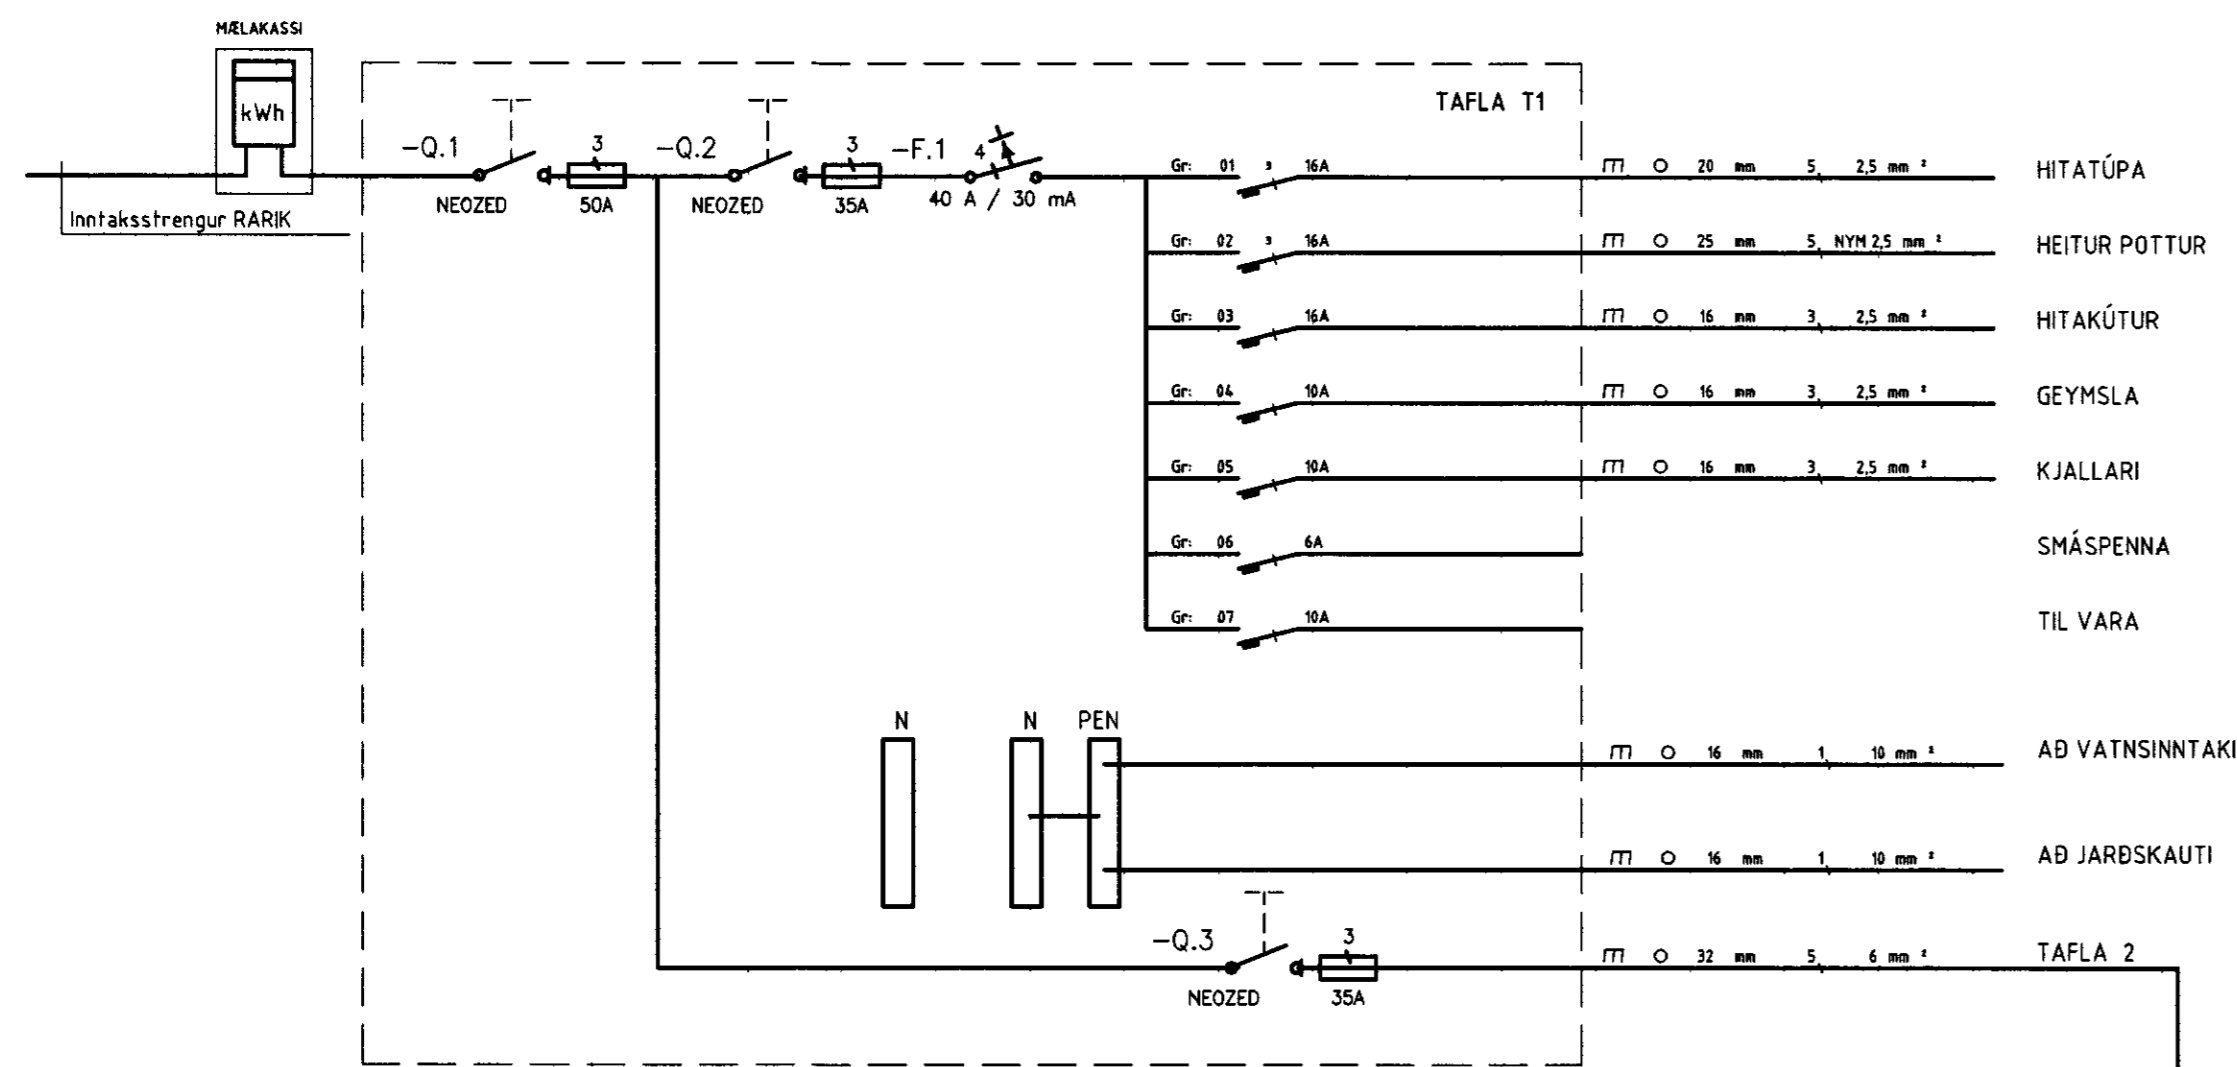 MÆLAKASSI
kWh
TAFLA T1
-Q.1 3 -Q.2 3 -F.1 4
NEOZED 50A NEOZED 35A 40 A / 30 mA
Inntaksstrengur RARIK
Gr: 01 3 16A 20 mm 5 2,5 mm ² HITATÚPA
Gr: 02 3 16A 25 mm 5 NYM 2,5 mm ² HEITUR POTTUR
Gr: 03 16A 16 mm 3 2,5 mm ² HITAKÚTUR
Gr: 04 10A 16 mm 3 2,5 mm ² GEYMSLA
Gr: 05 10A 16 mm 3 2,5 mm ² KJALLARI
Gr: 06 6A SMÁSPENNA
Gr: 07 10A TIL VARA
N N PEN
16 mm 1 10 mm ² AÐ VATNSINNTAKI
16 mm 1 10 mm ² AÐ JARÐSKAUTI
-Q.3 3 32 mm 5 6 mm ² TAFLA 2
NEOZED 35A